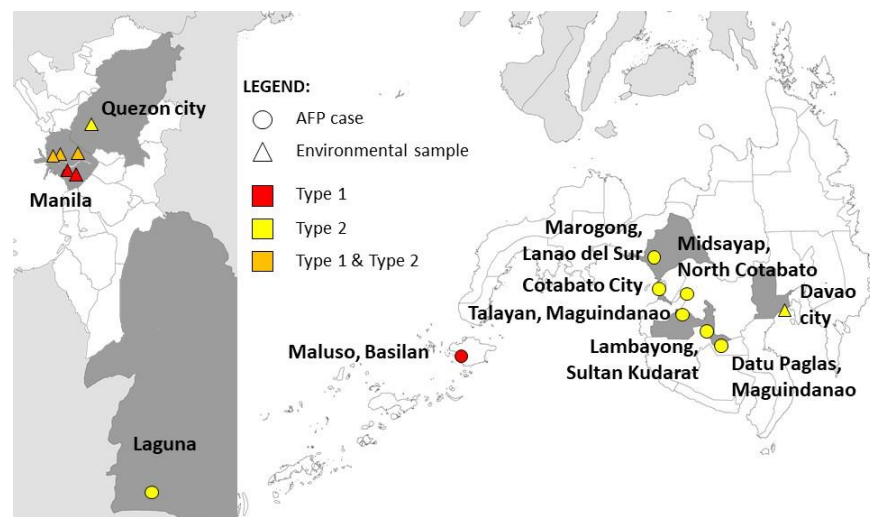 Quezon city
Manila
Laguna
LEGEND:
AFP case
Environmental sample
Type 1
Type 2
Type 1 & Type 2
Marogong,
Lanao del Sur
Midsayap,
North Cotabato
Cotabato City
Talayan, Maguindanao
Davao
city
Maluso, Basilan
Lambayong,
Sultan Kudarat
Datu Paglas,
Maguindanao